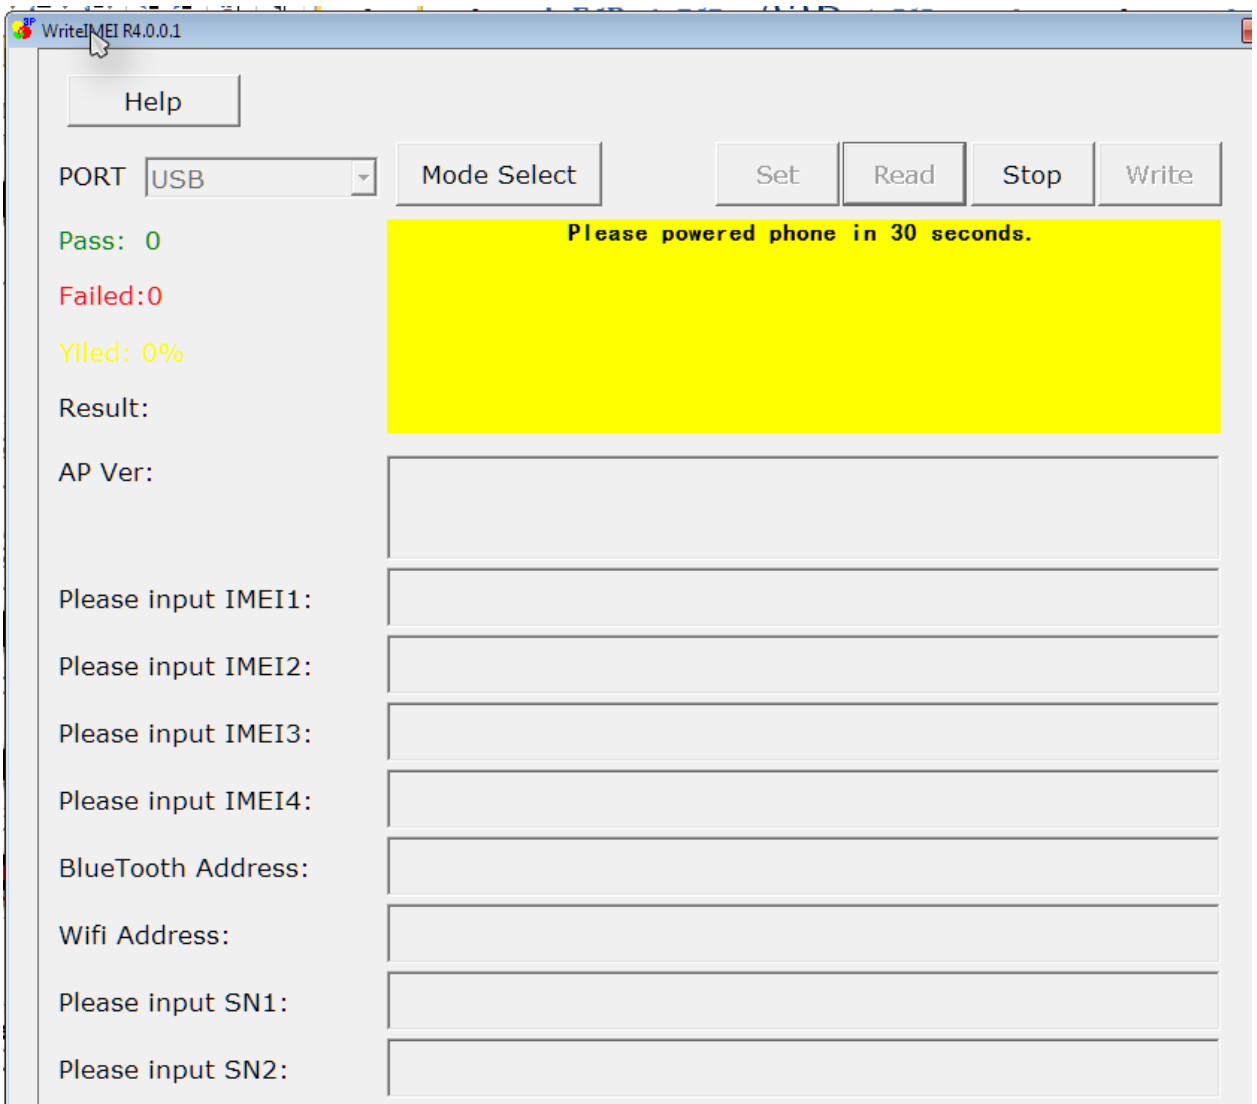 WriteIMEI R4.0.0.1
Help
PORT USB Mode Select Set Read Stop Write
Please powered phone in 30 seconds.
Pass: 0
Failed:0
Yiled: 0%
Result:
AP Ver:
Please input IMEI1:
Please input IMEI2:
Please input IMEI3:
Please input IMEI4:
BlueTooth Address:
Wifi Address:
Please input SN1:
Please input SN2: